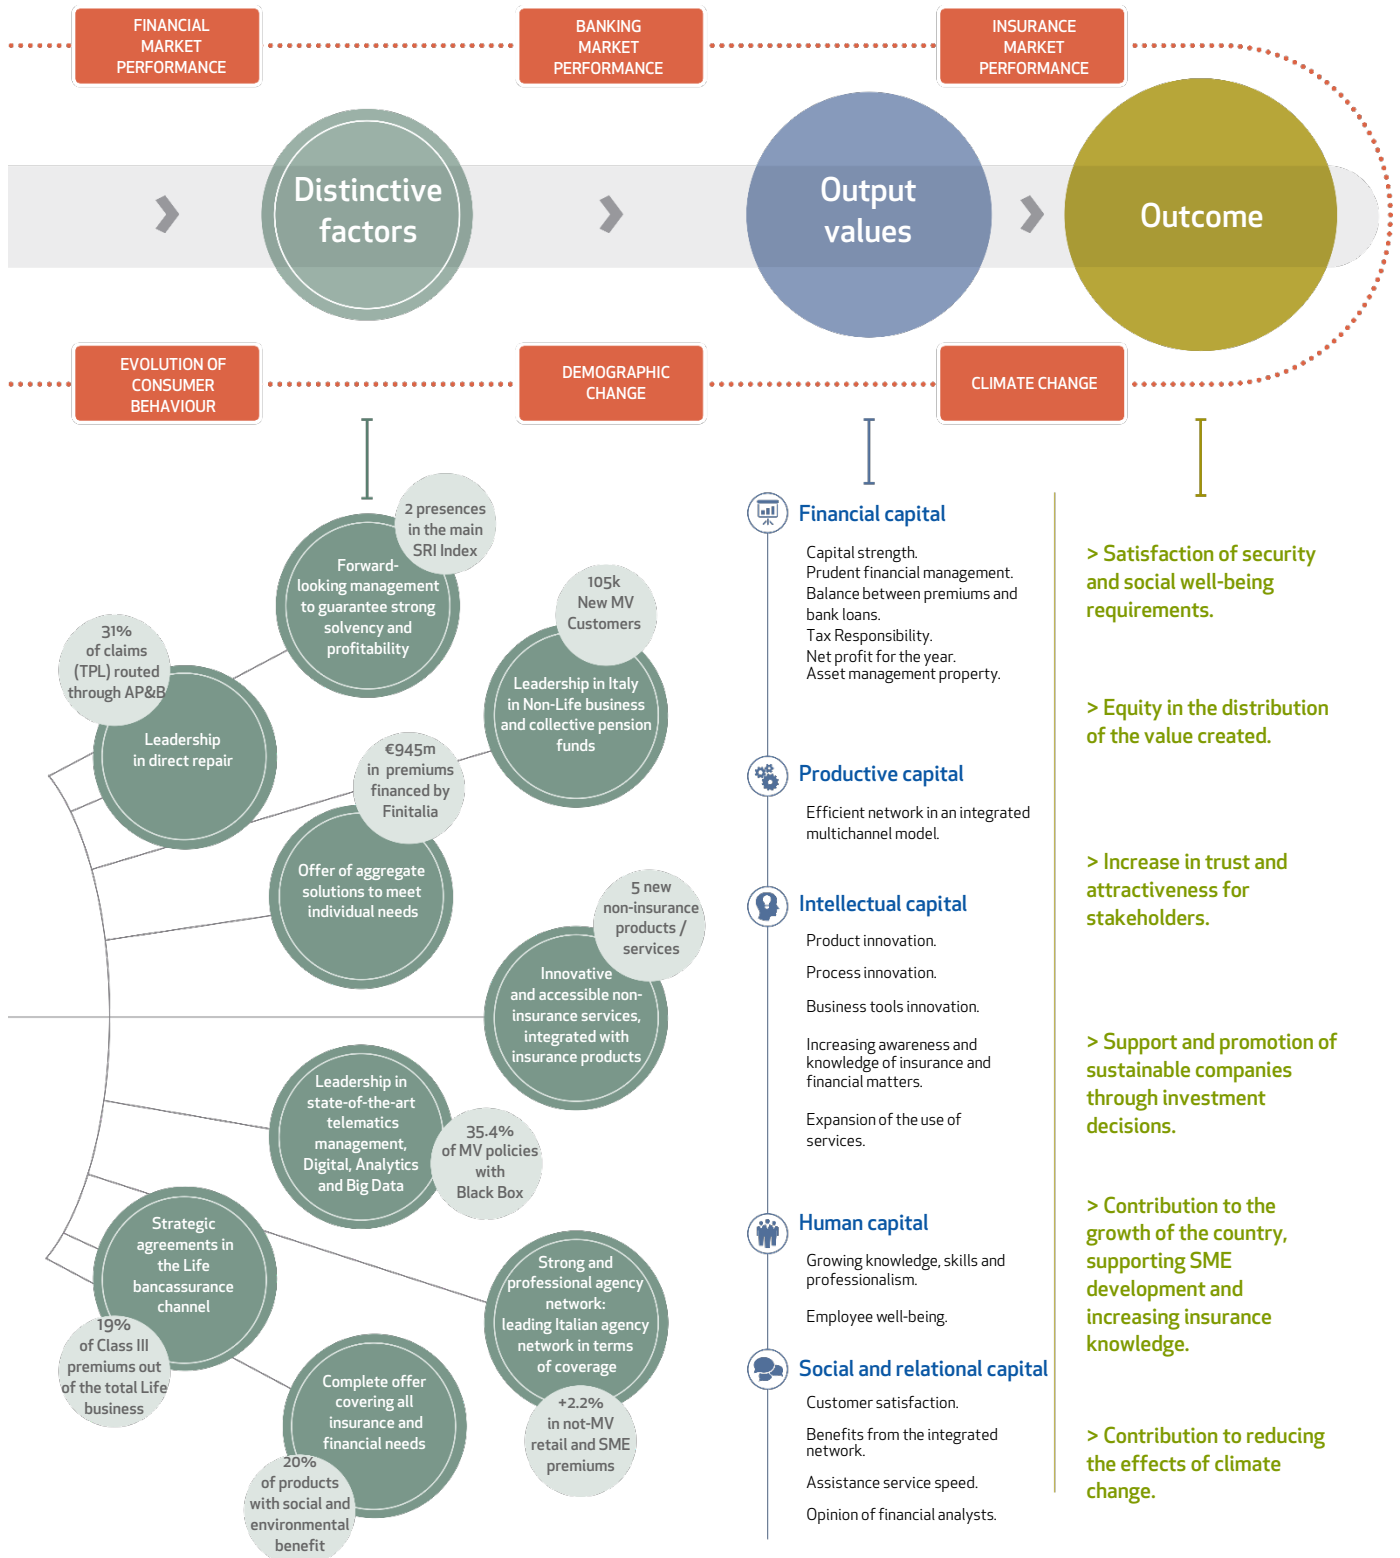 FINANCIAL
MARKET
PERFORMANCE
BANKING
MARKET
PERFORMANCE
INSURANCE
MARKET
PERFORMANCE
Distinctive
factors
Output
values
Outcome
EVOLUTION OF
CONSUMER
BEHAVIOUR
DEMOGRAPHIC
CHANGE
CLIMATE CHANGE
2 presences
in the main
SRI Index
Forward-
looking management
to guarantee strong
solvency and
profitability
105k
New MV
Customers
Leadership in Italy
in Non-Life business
and collective pension
funds
31%
of claims
(TPL) routed
through AP&B
Leadership
in direct repair
€945m
in premiums
financed by
Finitalia
Offer of aggregate
solutions to meet
individual needs
5 new
non-insurance
products /
services
Innovative
and accessible non-
insurance services,
integrated with
insurance products
Leadership in
state-of-the-art
telematics
management,
Digital, Analytics
and Big Data
35.4%
of MV policies
with
Black Box
Strategic
agreements in
the Life
bancassurance
channel
19%
of Class III
premiums out
of the total Life
business
Strong and
professional agency
network:
leading Italian agency
network in terms
of coverage
+2.2%
in not-MV
retail and SME
premiums
Complete offer
covering all
insurance and
financial needs
20%
of products
with social and
environmental
benefit
Financial capital
Capital strength.
Prudent financial management.
Balance between premiums and
bank loans.
Tax Responsibility.
Net profit for the year.
Asset management property.
Productive capital
Efficient network in an integrated
multichannel model.
Intellectual capital
Product innovation.
Process innovation.
Business tools innovation.
Increasing awareness and
knowledge of insurance and
financial matters.
Expansion of the use of
services.
Human capital
Growing knowledge, skills and
professionalism.
Employee well-being.
Social and relational capital
Customer satisfaction.
Benefits from the integrated
network.
Assistance service speed.
Opinion of financial analysts.
> Satisfaction of security
and social well-being
requirements.
> Equity in the distribution
of the value created.
> Increase in trust and
attractiveness for
stakeholders.
> Support and promotion of
sustainable companies
through investment
decisions.
> Contribution to the
growth of the country,
supporting SME
development and
increasing insurance
knowledge.
> Contribution to reducing
the effects of climate
change.